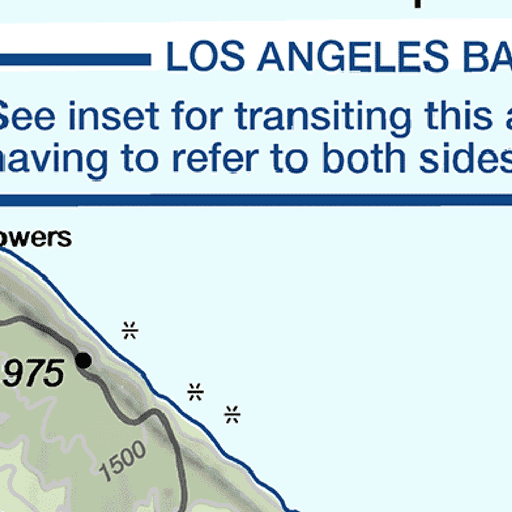 LOS ANGELES BA
See inset for transiting this a
having to refer to both sides
owers
975
1500